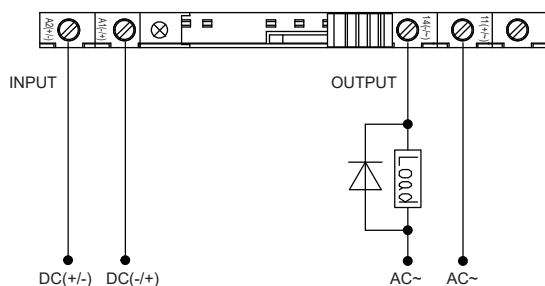 A2(+/-)
A1(-/+)
14(-/~)
11(+/~)
INPUT
OUTPUT
Load
DC(+/-)
DC(-/+)
AC~
AC~